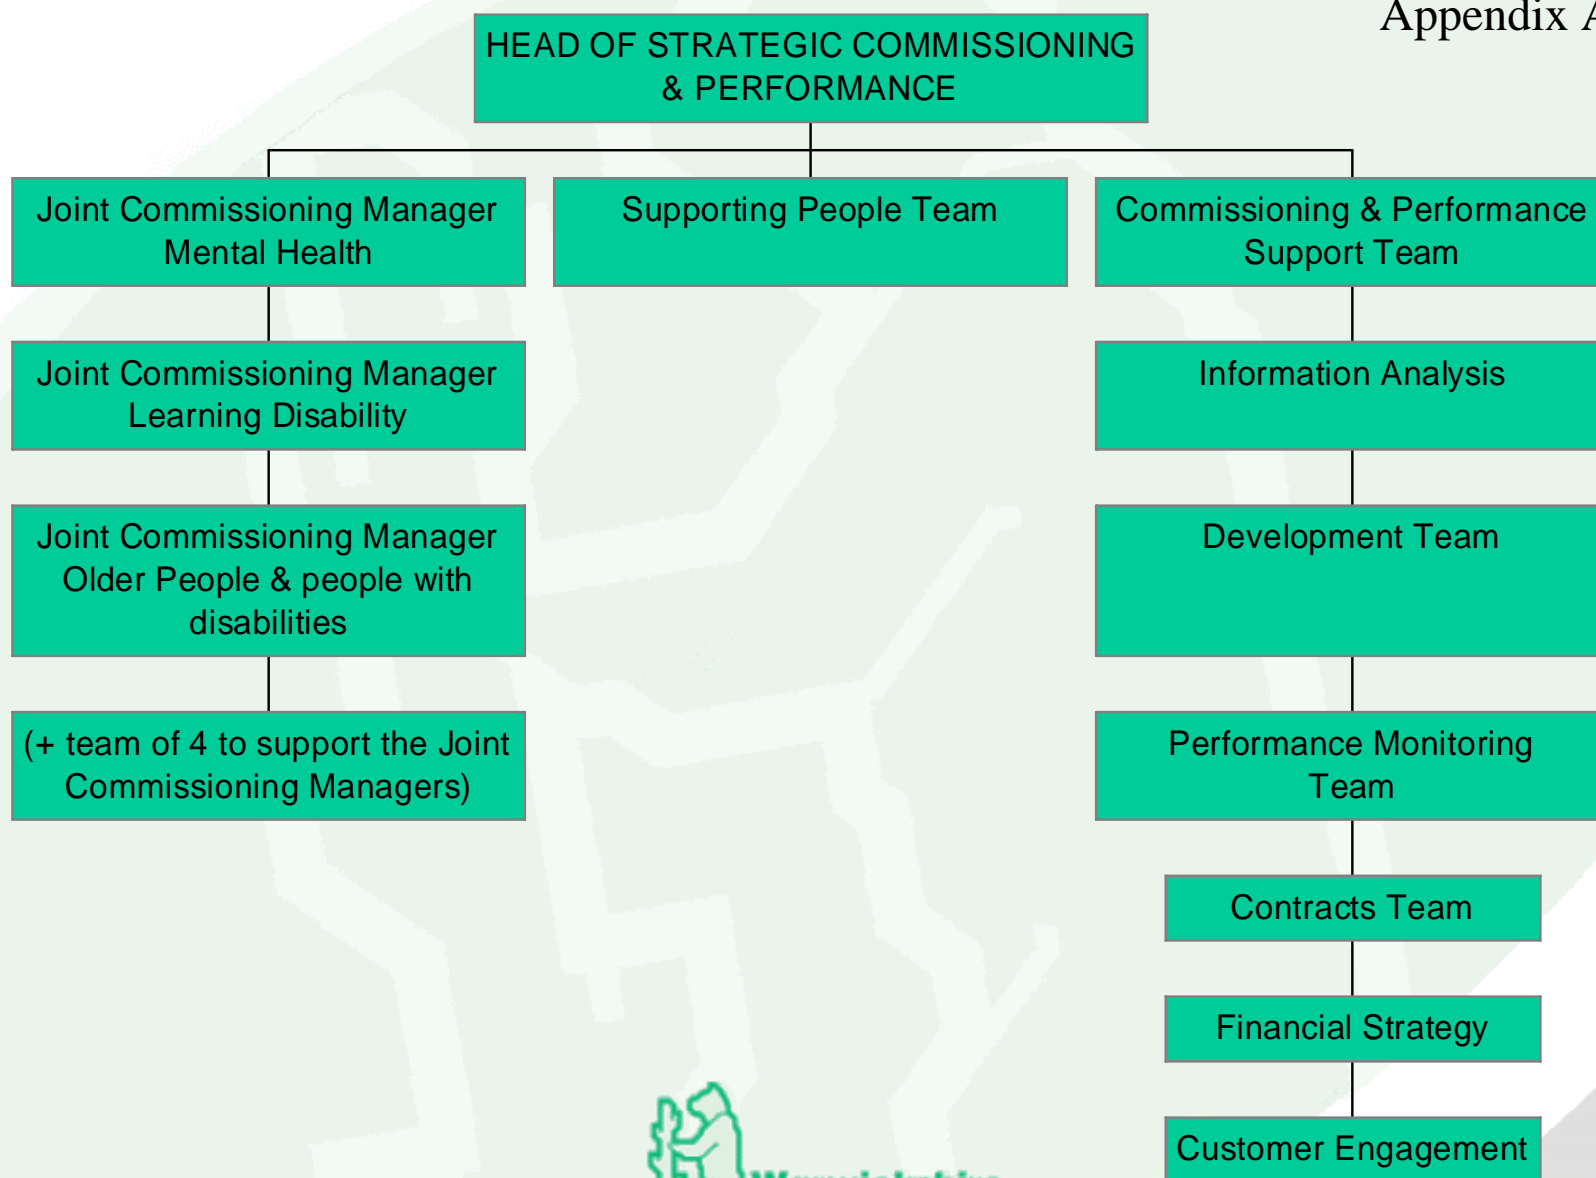 Appendix A
HEAD OF STRATEGIC COMMISSIONING
& PERFORMANCE
Joint Commissioning Manager
Mental Health
Supporting People Team
Commissioning & Performance
Support Team
Joint Commissioning Manager
Learning Disability
Information Analysis
Joint Commissioning Manager
Older People & people with
disabilities
Development Team
(+ team of 4 to support the Joint
Commissioning Managers)
Performance Monitoring
Team
Contracts Team
Financial Strategy
Customer Engagement